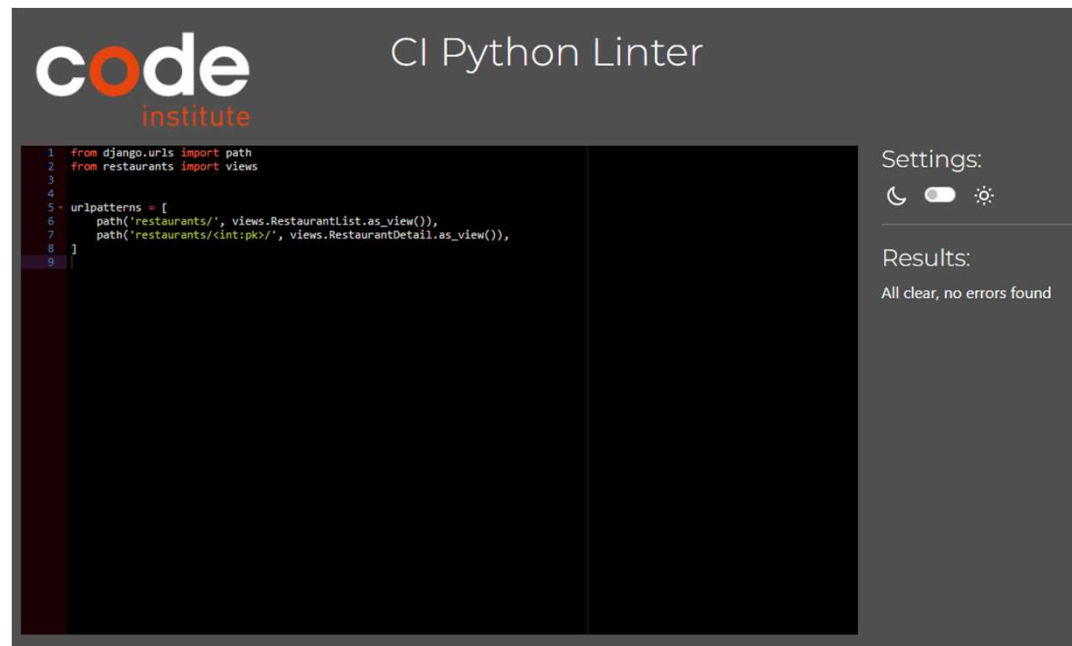 code
institute
CI Python Linter
1 from django.urls import path
2 from restaurants import views
3
4
5 urlpatterns = [
6     path('restaurants/', views.RestaurantList.as_view()),
7     path('restaurants/<int:pk>/', views.RestaurantDetail.as_view()),
8 ]
9
Settings:
Results:
All clear, no errors found